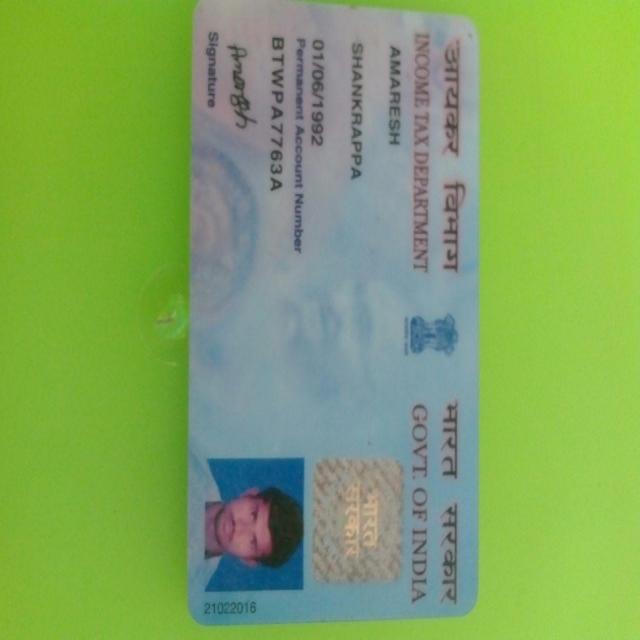 आयकर विभाग
INCOME TAX DEPARTMENT
भारत सरकार
GOVT. OF INDIA
AMARESH
SHANKRAPPA
01/06/1992
Permanent Account Number
BTWPA7763A
Amaresh
Signature
भारत
सरकार
21022016